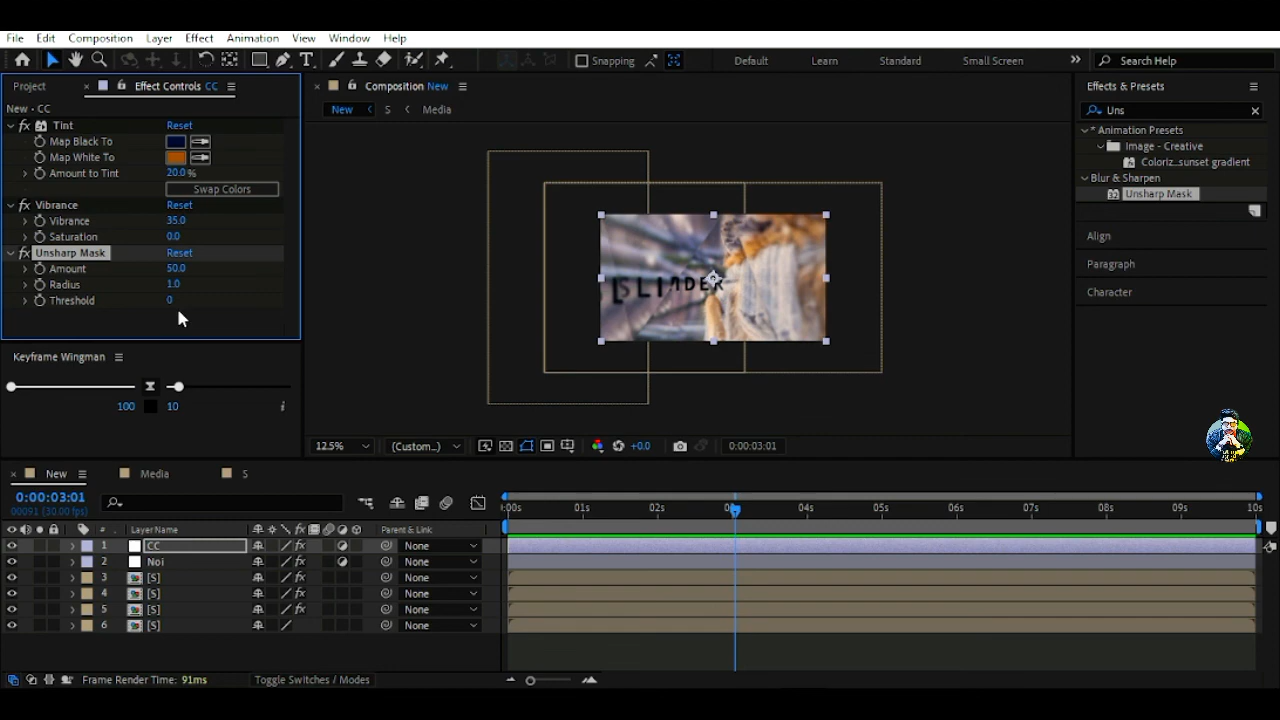 File Edit Composition Layer Effect Animation View Window Help
Snapping Default Learn Standard Small Screen Search Help
Project Effect Controls CC
New · CC
Tint Reset
Map Black To
Map White To
Amount to Tint 20.0 %
Swap Colors
Vibrance Reset
Vibrance 35.0
Saturation 0.0
Unsharp Mask Reset
Amount 50.0
Radius 1.0
Threshold 0
Keyframe Wingman
100 10 i
Composition New
New S Media
[SLINDER
12.5% (Custom...) +0.0 0:00:03:01
Effects & Presets
Uns
* Animation Presets
Image - Creative
Coloriz...sunset gradient
Blur & Sharpen
32 Unsharp Mask
Align
Paragraph
Character
New Media S
0:00:03:01
00091 (30.00 fps)
# Layer Name Parent & Link
1 CC None
2 Noi None
3 [S] None
4 [S] None
5 [S] None
6 [S] None
:00s 01s 02s 04s 05s 06s 07s 08s 09s 10s
Frame Render Time: 91ms Toggle Switches / Modes